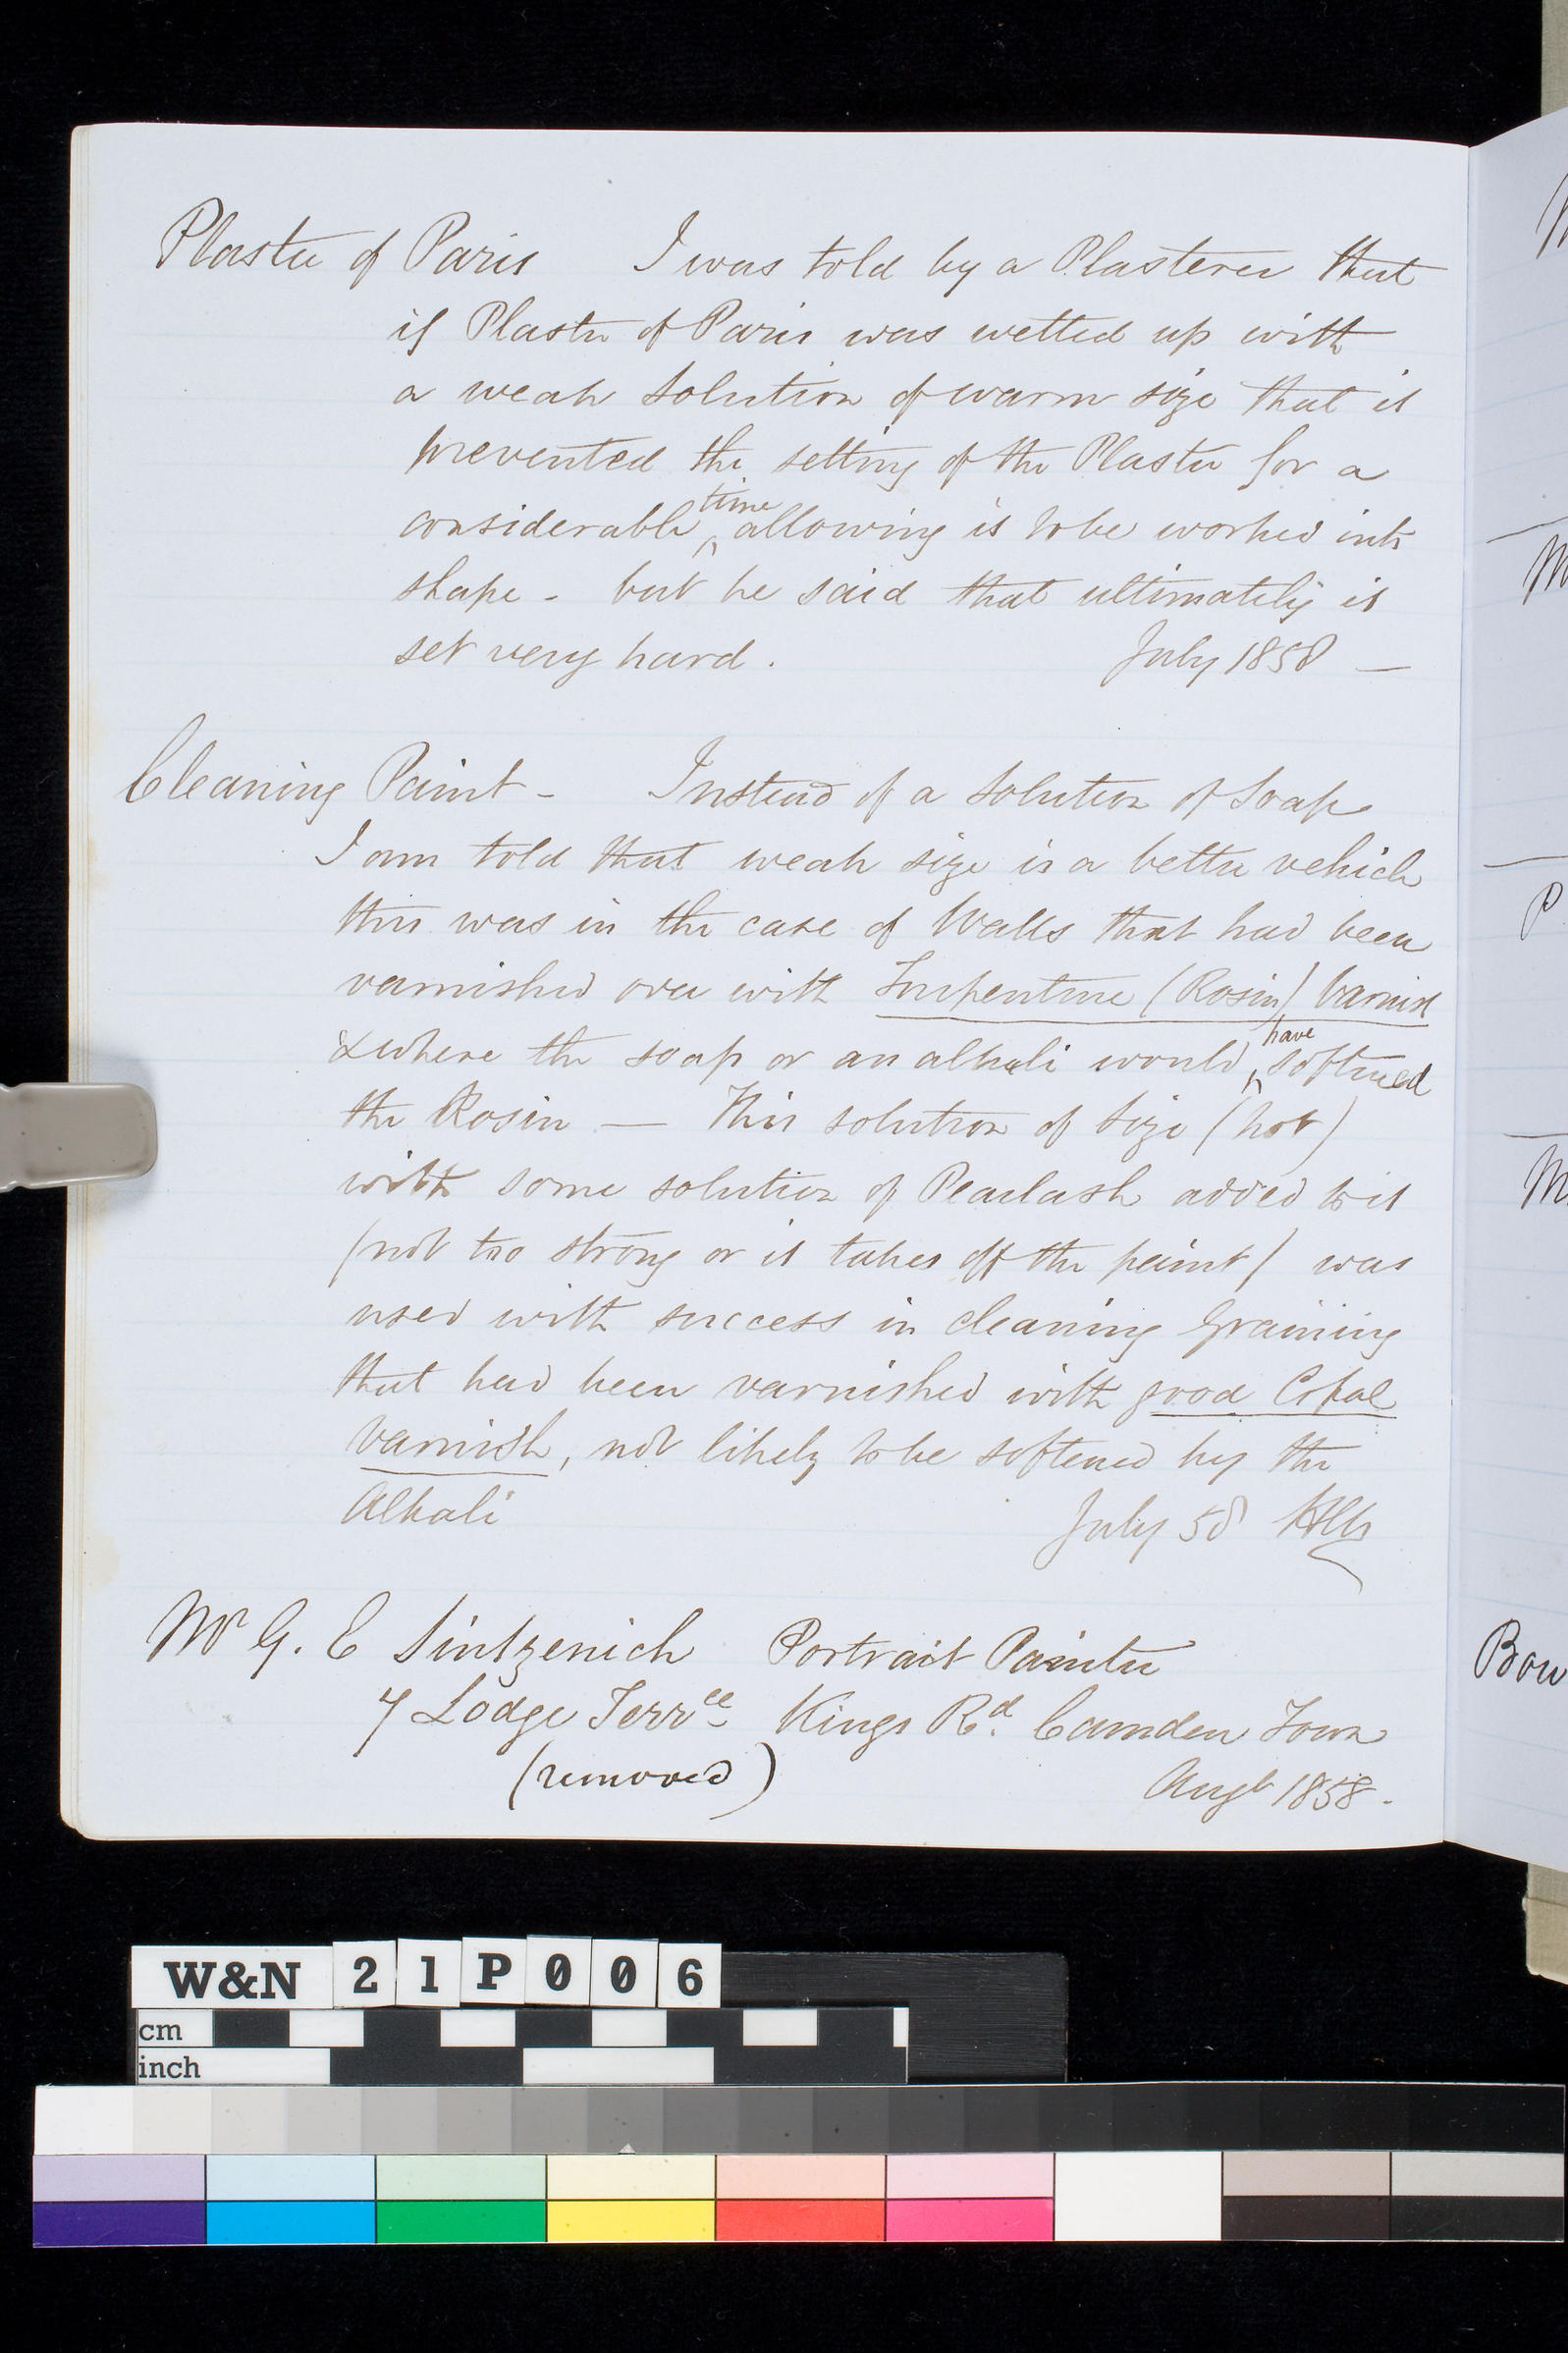 Plaster of Paris I was told by a Plasterer that
if Plaster of Paris was wetted up with
a weak solution of warm size that it
prevented the setting of the Plaster for a
considerable time allowing it to be worked into
shape - but he said that ultimately it
set very hard. July 1858 —
Cleaning Paint - Instead of a solution of Soap
I am told that weak size is a better vehicle
this was in the case of Walls that had been
varnished over with Turpentine (Rosin) Varnish
& where the soap or an alkali would have softened
the Rosin — This solution of Size (hot)
with some solution of Pearlash added to it
(not too strong or it takes off the paint) was
used with success in cleaning Graining
that had been varnished with good Copal
Varnish, not likely to be softened by the
Alkali July 58
Mr G. E Sintzenich Portrait Painter
7 Lodge Terrce Kings Rd. Camden Town
(removed) Augt 1858.
M
P
M
Bow
W&N 21P006
cm
inch